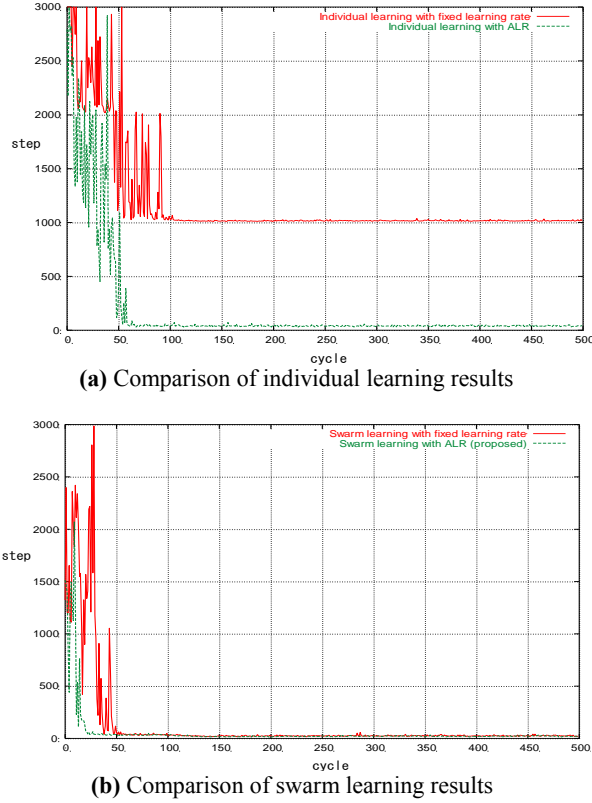 3000
Individual learning with fixed learning rate
Individual learning with ALR
2500
2000
step
1500
1000
500
0.
0. 50. 100. 150. 200. 250. 300. 350. 400. 450. 500.
cycle
(a) Comparison of individual learning results
3000
Swarm learning with fixed rate
Swarm learning with ALR (proposed)
2500
2000
step
1500
1000
500
0.
0. 50. 100. 150. 200. 250. 300. 350. 400. 450. 500.
cycle
(b) Comparison of swarm learning results